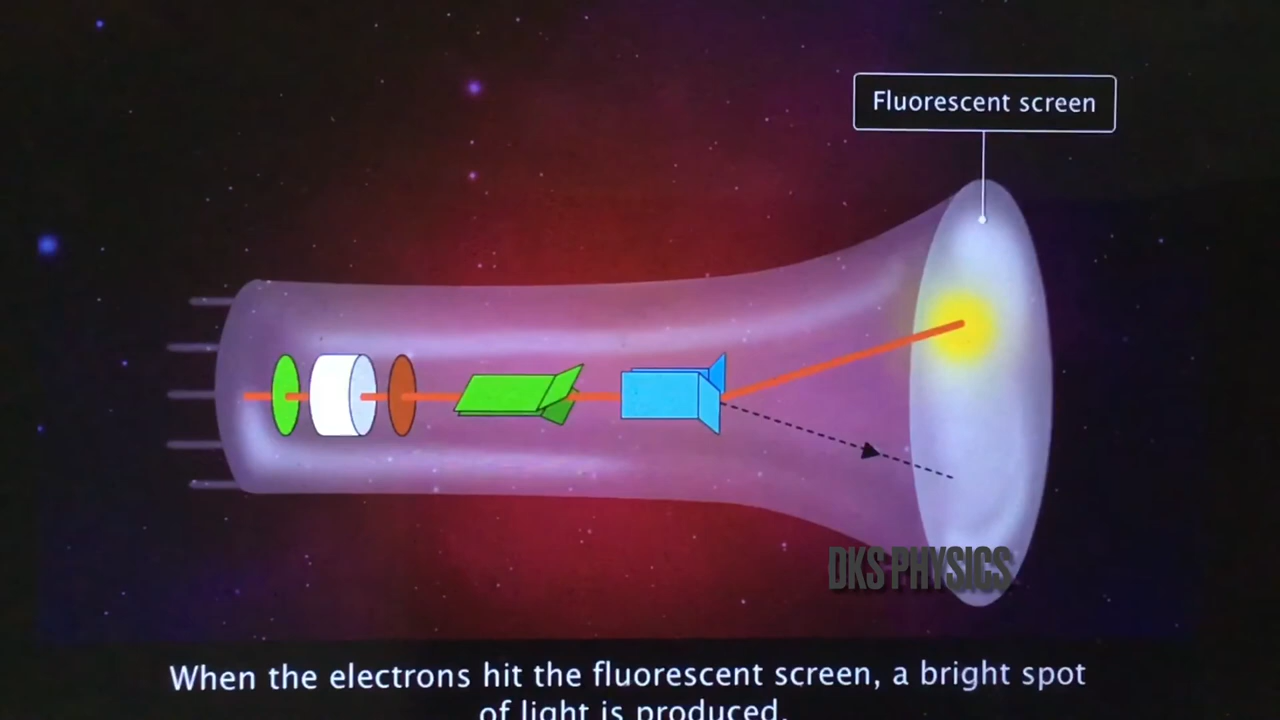 Fluorescent screen
DKS PHYSICS
When the electrons hit the fluorescent screen, a bright spot
of light is produced.